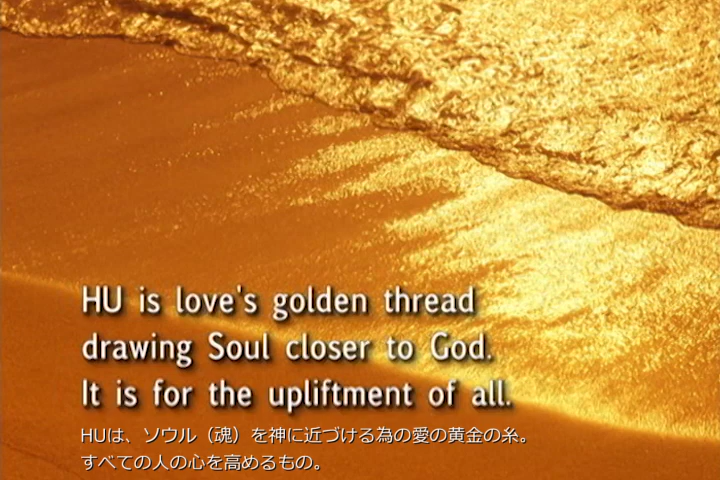 HU is love's golden thread
drawing Soul closer to God.
It is for the upliftment of all.
HUは、ソウル（魂）を神に近づける為の愛の黄金の糸。
すべての人の心を高めるもの。